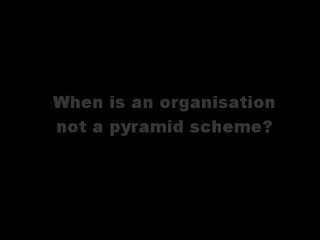 When is an organisation
not a pyramid scheme?